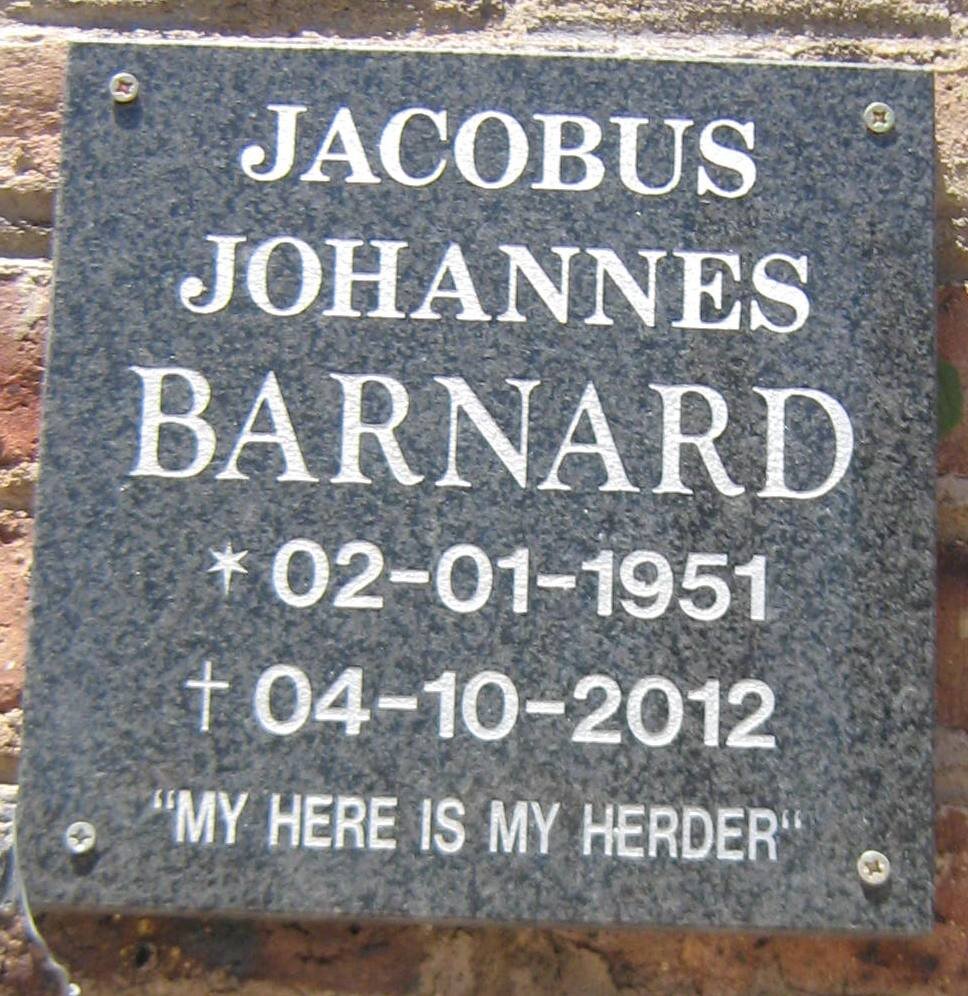 JACOBUS
JOHANNES
BARNARD
* 02-01-1951
† 04-10-2012
“MY HERE IS MY HERDER“